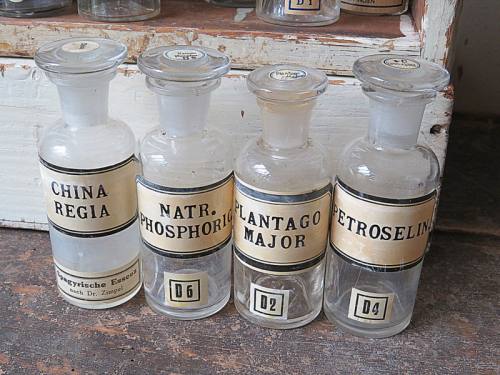 CHINA
REGIA
Spagyrische Essenz
nach Dr. Zimpel
NATR.
PHOSPHORIC
D6
PLANTAGO
MAJOR
D2
PETROSELIN
D4